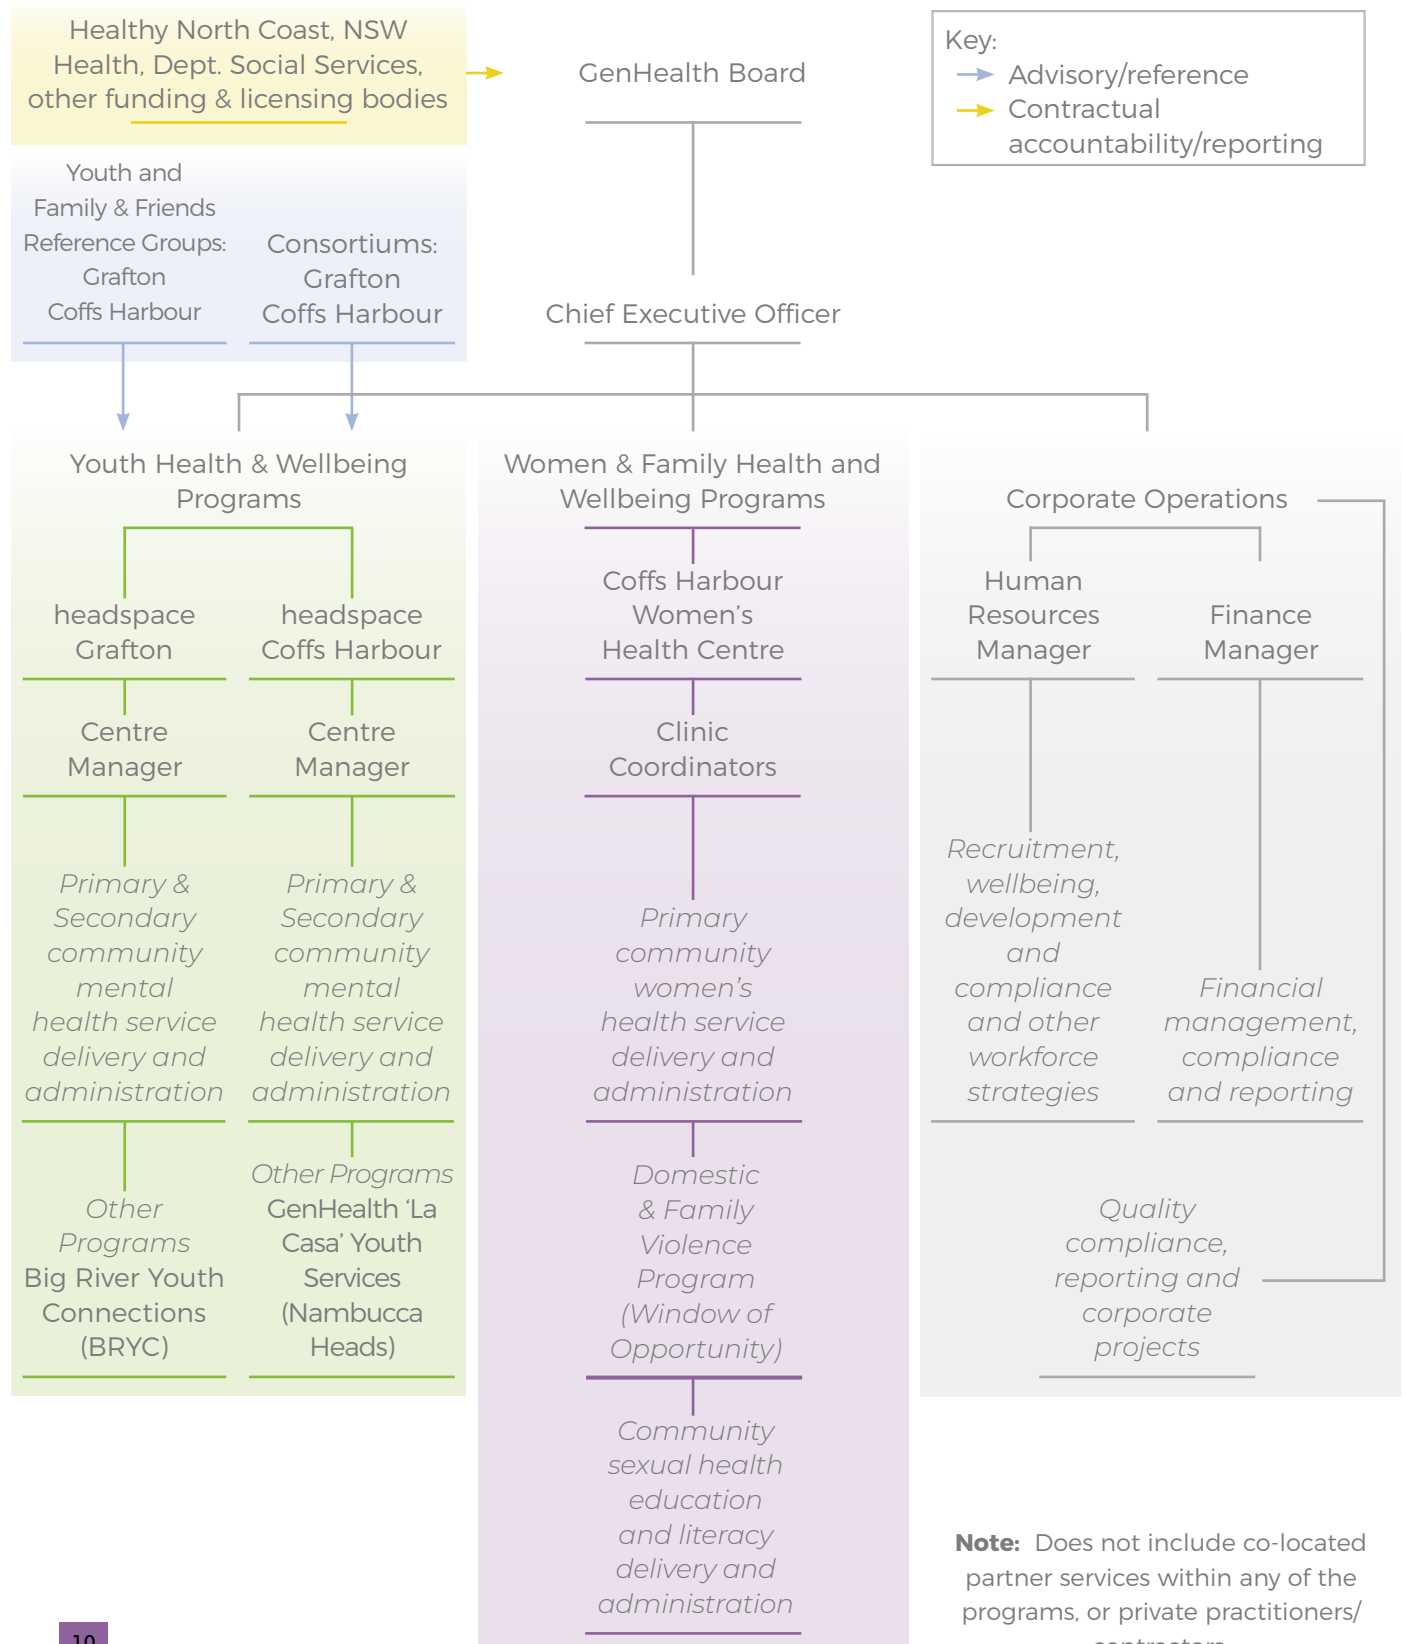 Healthy North Coast, NSW
Health, Dept. Social Services,
other funding & licensing bodies
GenHealth Board
Key:
Advisory/reference
Contractual
accountability/reporting
Youth and
Family & Friends
Reference Groups:
Grafton
Coffs Harbour
Consortiums:
Grafton
Coffs Harbour
Chief Executive Officer
Youth Health & Wellbeing
Programs
headspace
Grafton
Centre
Manager
Primary &
Secondary
community
mental
health service
delivery and
administration
Other
Programs
Big River Youth
Connections
(BRYC)
headspace
Coffs Harbour
Centre
Manager
Primary &
Secondary
community
mental
health service
delivery and
administration
Other Programs
GenHealth ‘La
Casa’ Youth
Services
(Nambucca
Heads)
Women & Family Health and
Wellbeing Programs
Coffs Harbour
Women’s
Health Centre
Clinic
Coordinators
Primary
community
women’s
health service
delivery and
administration
Domestic
& Family
Violence
Program
(Window of
Opportunity)
Community
sexual health
education
and literacy
delivery and
administration
Corporate Operations
Human
Resources
Manager
Recruitment,
wellbeing,
development
and
compliance
and other
workforce
strategies
Finance
Manager
Financial
management,
compliance
and reporting
Quality
compliance,
reporting and
corporate
projects
Note: Does not include co-located
partner services within any of the
programs, or private practitioners/